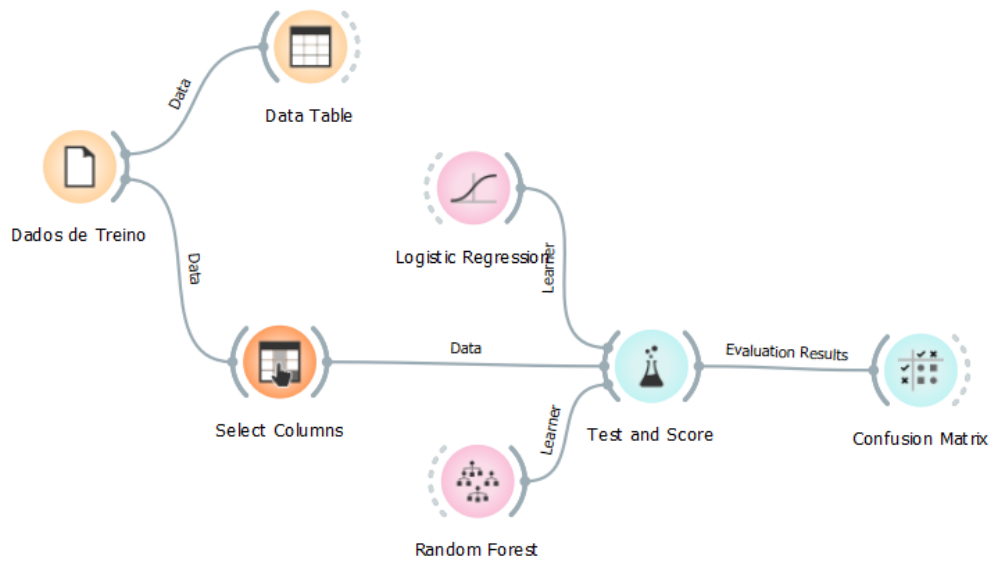 Data
Data Table
Dados de Treino
Data
Logistic Regression
Learner
Data
Select Columns
Learner
Test and Score
Evaluation Results
Confusion Matrix
Random Forest